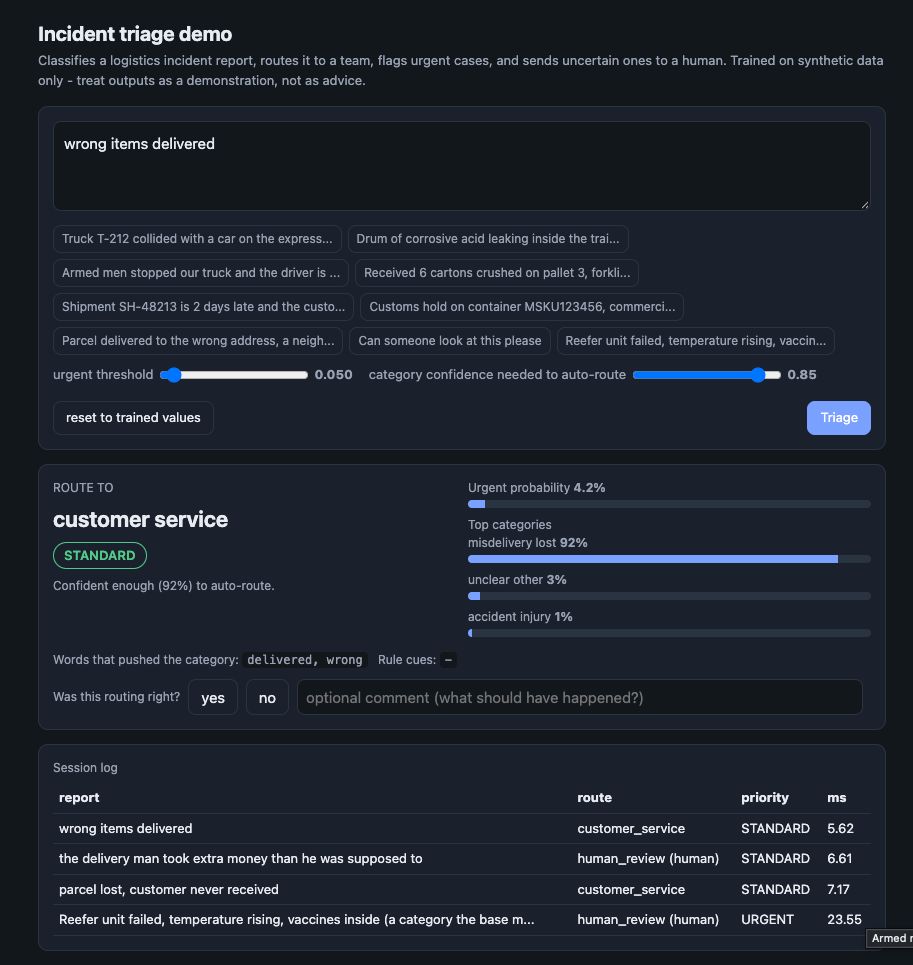 Incident triage demo
Classifies a logistics incident report, routes it to a team, flags urgent cases, and sends uncertain ones to a human. Trained on synthetic data
only - treat outputs as a demonstration, not as advice.
wrong items delivered
Truck T-212 collided with a car on the express...
Drum of corrosive acid leaking inside the trai...
Armed men stopped our truck and the driver is ...
Received 6 cartons crushed on pallet 3, forkli...
Shipment SH-48213 is 2 days late and the custo...
Customs hold on container MSKU123456, commerci...
Parcel delivered to the wrong address, a neigh...
Can someone look at this please
Reefer unit failed, temperature rising, vaccin...
urgent threshold 0.050 category confidence needed to auto-route 0.85
reset to trained values
Triage
ROUTE TO
customer service
STANDARD
Confident enough (92%) to auto-route.
Urgent probability 4.2%
Top categories
misdelivery lost 92%
unclear other 3%
accident injury 1%
Words that pushed the category: delivered, wrong Rule cues: –
Was this routing right? yes no optional comment (what should have happened?)
Session log
report route priority ms
wrong items delivered customer_service STANDARD 5.62
the delivery man took extra money than he was supposed to human_review (human) STANDARD 6.61
parcel lost, customer never received customer_service STANDARD 7.17
Reefer unit failed, temperature rising, vaccines inside (a category the base m... human_review (human) URGENT 23.55
Armed